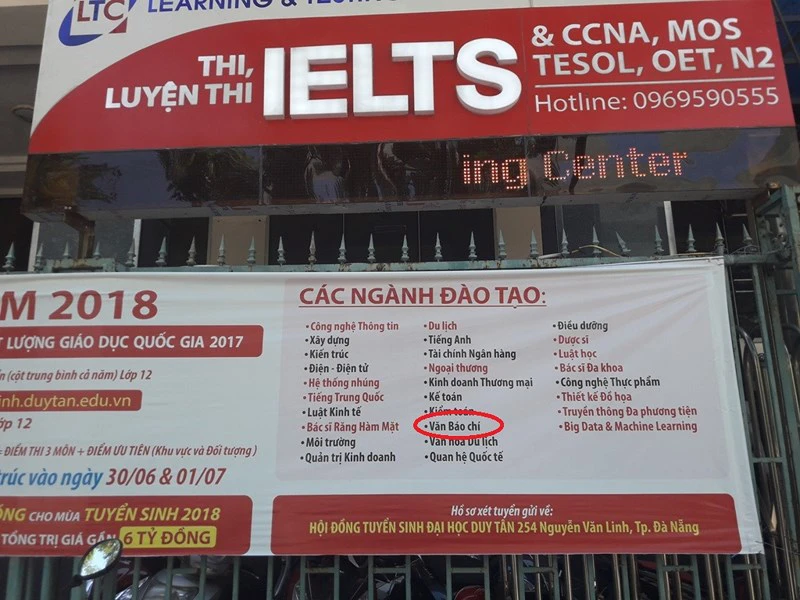 LTC LEARNING &
THI,
LUYỆN THI
IELTS
& CCNA, MOS
TESOL, OET, N2
Hotline: 0969590555
ing Center
M 2018
LƯỢNG GIÁO DỤC QUỐC GIA 2017
(cột trung bình cả năm) Lớp 12
inh.duytan.edu.vn
lớp 12
= ĐIỂM THI 3 MÔN + ĐIỂM ƯU TIÊN (Khu vực và Đối tượng)
trúc vào ngày 30/06 & 01/07
CHO MÙA TUYỂN SINH 2018
TỔNG TRỊ GIÁ GẦN 6 TỶ ĐỒNG
CÁC NGÀNH ĐÀO TẠO:
• Công nghệ Thông tin
• Xây dựng
• Kiến trúc
• Điện - Điện tử
• Hệ thống nhúng
• Tiếng Trung Quốc
• Luật Kinh tế
• Bác sĩ Răng Hàm Mặt
• Môi trường
• Quản trị Kinh doanh
• Du lịch
• Tiếng Anh
• Tài chính Ngân hàng
• Ngoại thương
• Kinh doanh Thương mại
• Kế toán
• Kiểm toán
• Văn Báo chí
• Văn hóa Du lịch
• Quan hệ Quốc tế
• Điều dưỡng
• Dược sĩ
• Luật học
• Bác sĩ Đa khoa
• Công nghệ Thực phẩm
• Thiết kế Đồ họa
• Truyền thông Đa phương tiện
• Big Data & Machine Learning
Hồ sơ xét tuyển gửi về:
HỘI ĐỒNG TUYỂN SINH ĐẠI HỌC DUY TÂN 254 Nguyễn Văn Linh, Tp. Đà Nẵng